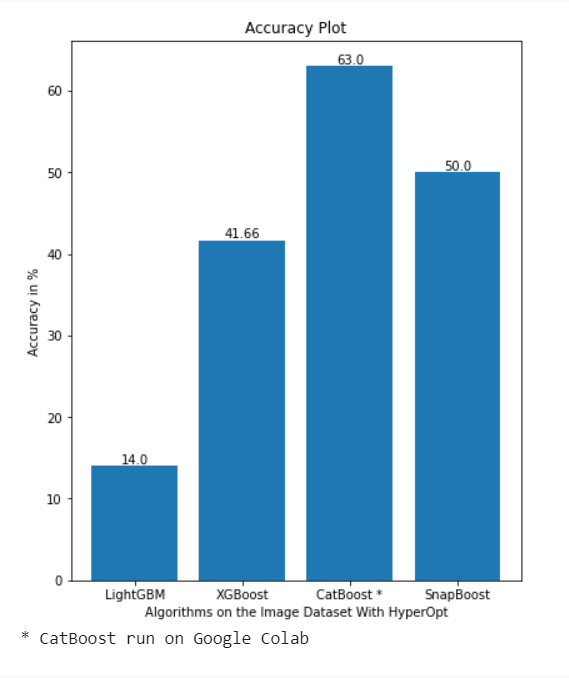 Accuracy Plot
63.0
60
50.0
50
41.66
40
Accuracy in %
30
20
14.0
10
0
LightGBM XGBoost CatBoost * SnapBoost
Algorithms on the Image Dataset With HyperOpt
* CatBoost run on Google Colab